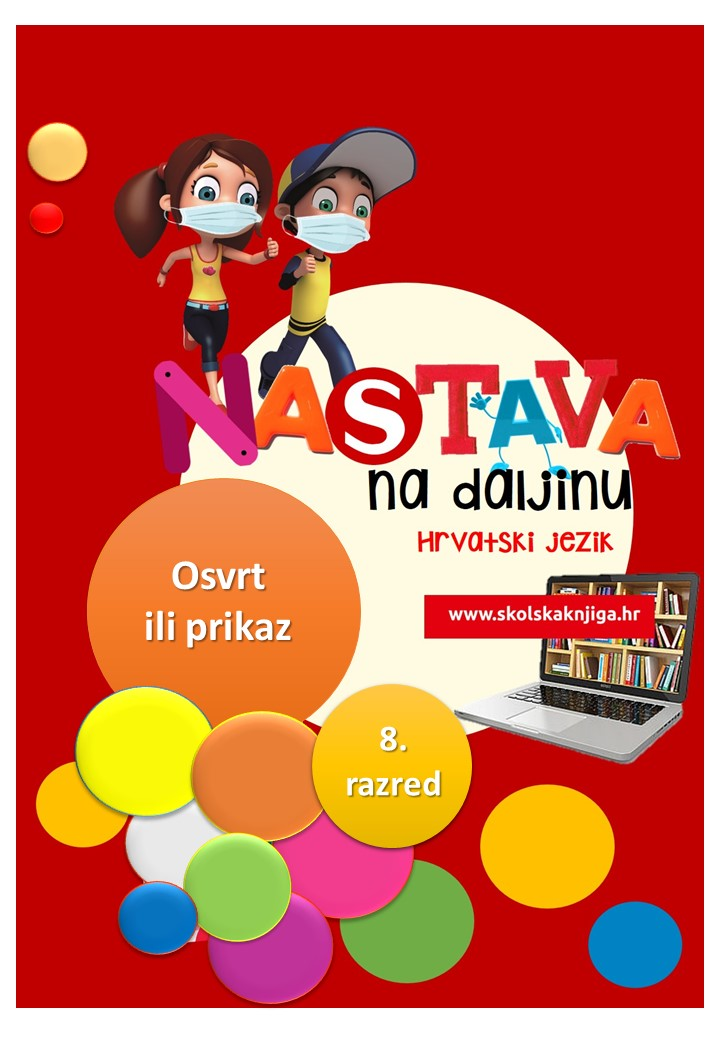 NASTAVA
na daljinu
Hrvatski jezik
Osvrt
ili prikaz
www.skolskaknjiga.hr
8.
razred